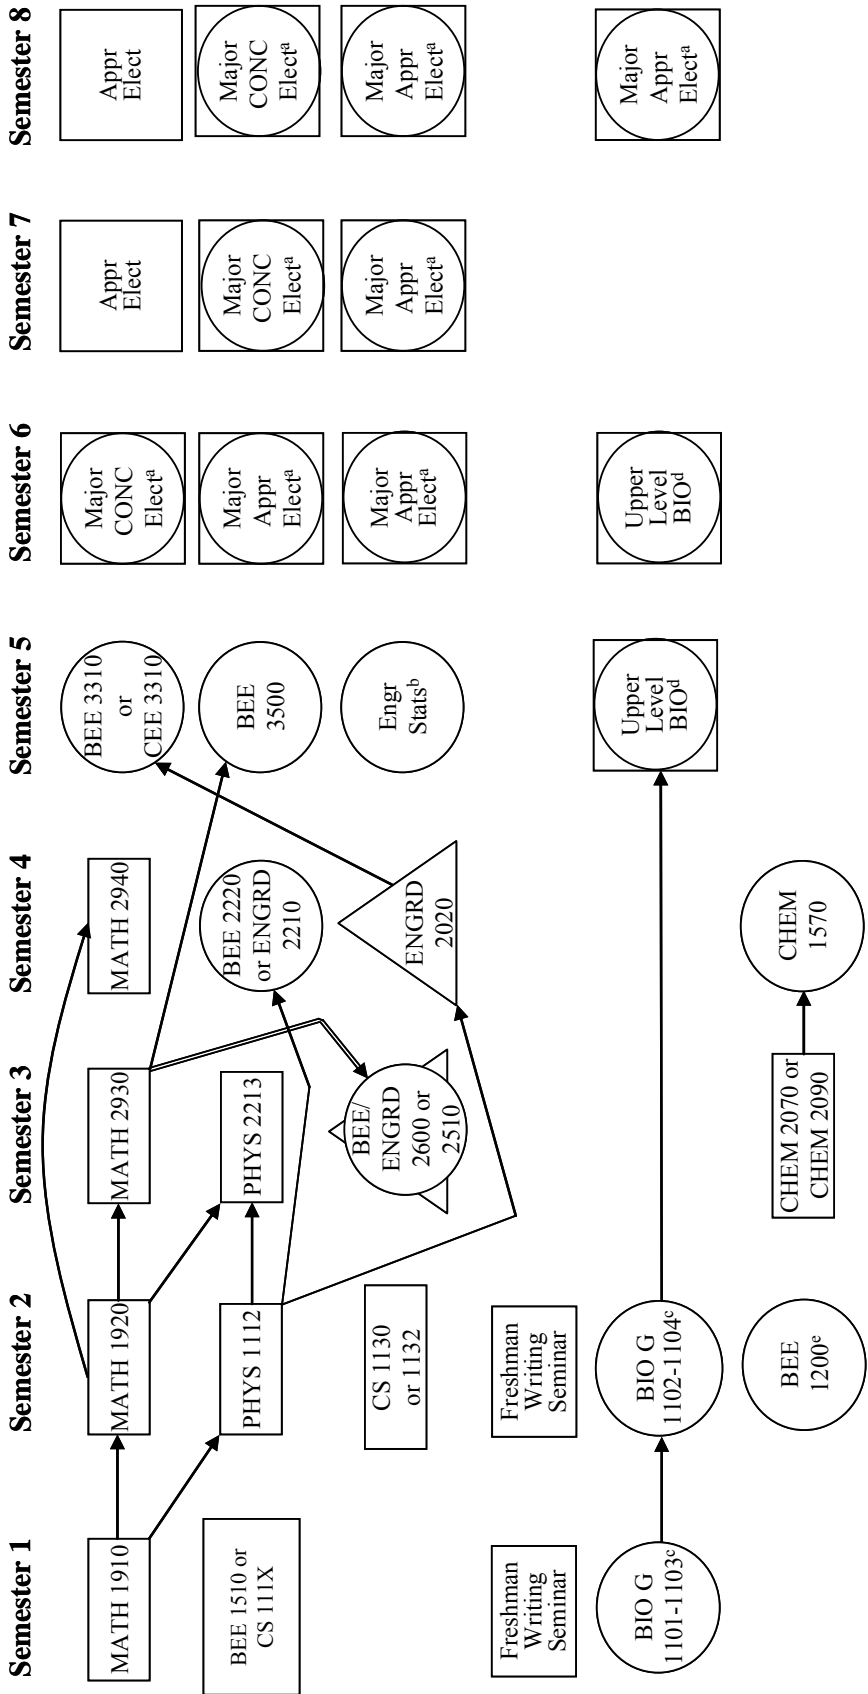 Semester 1
MATH 1910
BEE 1510 or
CS 111X
Freshman
Writing
Seminar
BIO G
1101-1103ᶜ
Semester 2
MATH 1920
PHYS 1112
CS 1130
or 1132
Freshman
Writing
Seminar
BIO G
1102-1104ᶜ
BEE
1200ᵉ
Semester 3
MATH 2930
PHYS 2213
BEE/
ENGRD
2600 or
2510
CHEM 2070 or
CHEM 2090
Semester 4
MATH 2940
BEE 2220
or ENGRD
2210
ENGRD
2020
CHEM
1570
Semester 5
BEE 3310
or
CEE 3310
BEE
3500
Engr
Statsᵇ
Upper
Level
BIOᵈ
Semester 6
Major
CONC
Electᵃ
Major
Appr
Electᵃ
Major
Appr
Electᵃ
Upper
Level
BIOᵈ
Semester 7
Appr
Elect
Major
CONC
Electᵃ
Major
Appr
Electᵃ
Semester 8
Appr
Elect
Major
CONC
Electᵃ
Major
Appr
Electᵃ
Major
Appr
Electᵃ